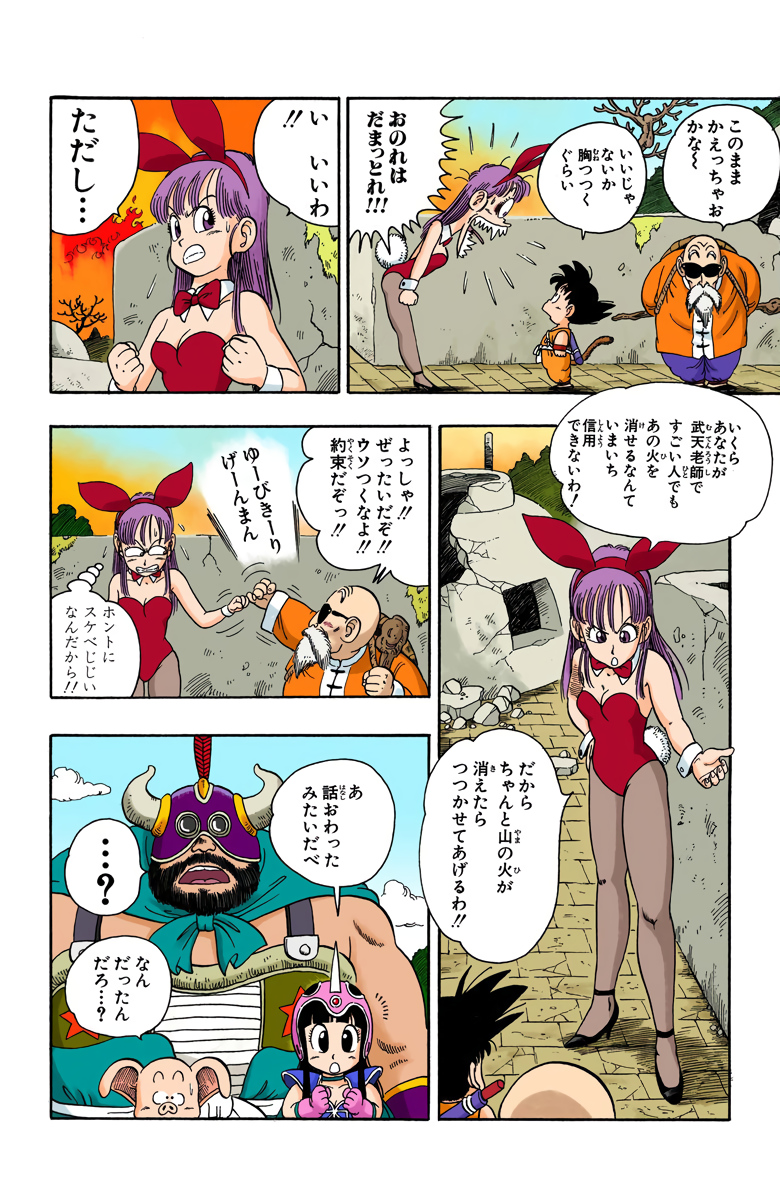 このまま
かえっちゃお
かな〜
いいじゃ
ないか
胸つつく
ぐらい
おのれは
だまっとれ!!!
い いいわ
!!
ただし…
いくら
あなたが
武天老師で
すごい人でも
あの火を
消せるなんて
いまいち
信用
できないわ!
だから
ちゃんと山の火が
消えたら
つつかせてあげるわ!!
よっしゃ!!
ぜったいだぞ!!
ウソつくなよ!!
約束だぞっ!!
ゆーびきーり
げーんまん
ホントに
スケベじじい
なんだから!!
あ
話おわった
みたいだべ
…?
なん
だったん
だろ…?